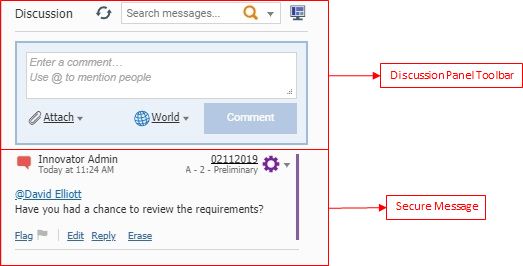 Discussion Search messages...
Enter a comment…
Use @ to mention people
Discussion Panel Toolbar
Attach World Comment
Innovator Admin 02112019
Today at 11:24 AM A - 2 - Preliminary
@David Elliott
Have you had a chance to review the requirements?
Secure Message
Flag Edit Reply Erase